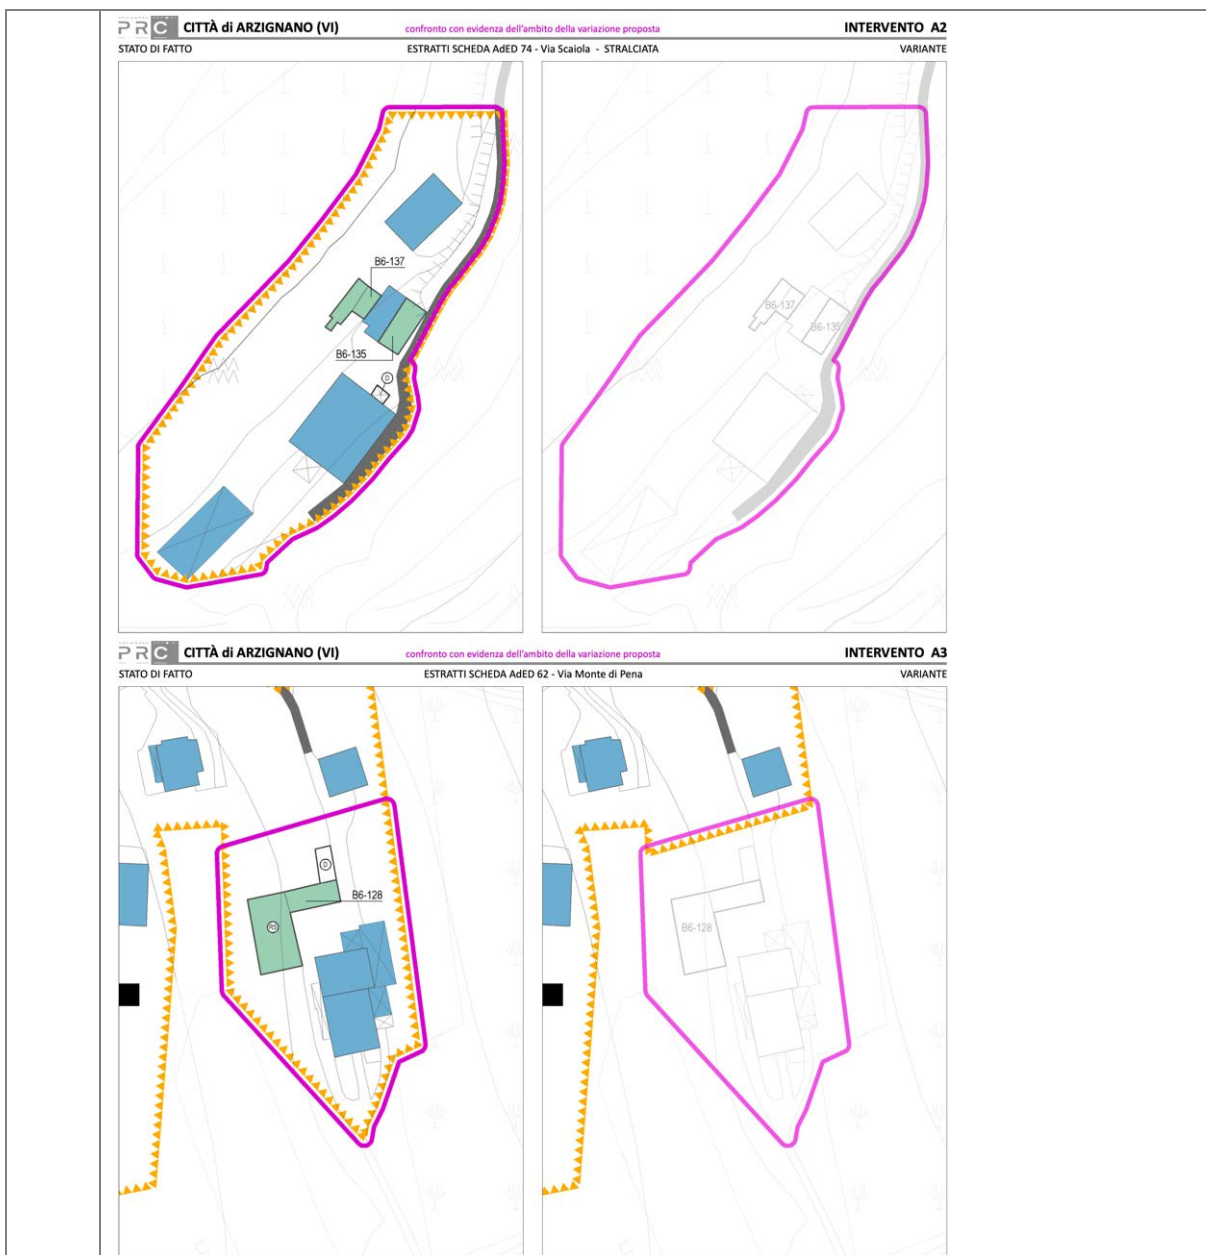 PRC CITTÀ di ARZIGNANO (VI) confronto con evidenza dell'ambito della variazione proposta INTERVENTO A2
STATO DI FATTO ESTRATTI SCHEDA AdED 74 - Via Scaiola - STRALCIATA VARIANTE
B6-137
B6-135
D
B6-137
B6-135
PRC CITTÀ di ARZIGNANO (VI) confronto con evidenza dell'ambito della variazione proposta INTERVENTO A3
STATO DI FATTO ESTRATTI SCHEDA AdED 62 - Via Monte di Pena VARIANTE
D
B6-128
B6-128